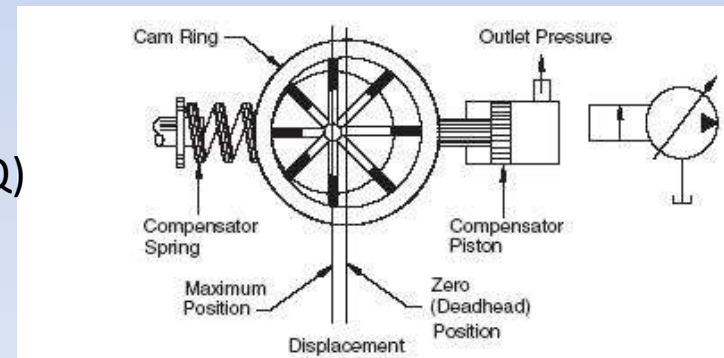 Cam Ring
Outlet Pressure
Q)
Compensator
Spring
Compensator
Piston
Maximum
Position
Zero
(Deadhead)
Position
Displacement